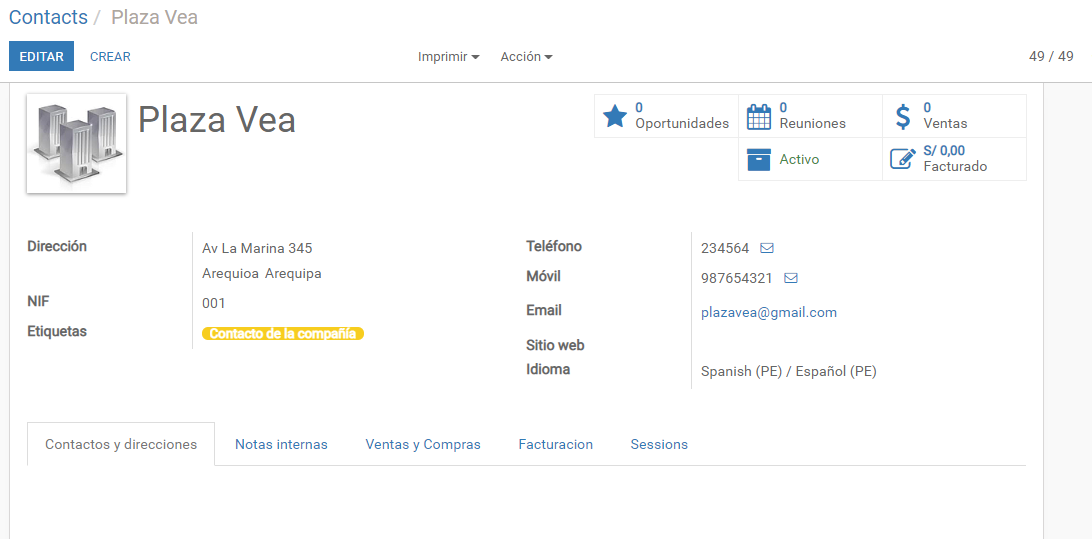 Contacts / Plaza Vea
EDITAR CREAR Imprimir Acción 49 / 49
Plaza Vea
0 Oportunidades
0 Reuniones
$ 0 Ventas
Activo
S/ 0,00 Facturado
Dirección Av La Marina 345
Arequioa Arequipa
NIF 001
Etiquetas Contacto de la compañía
Teléfono 234564
Móvil 987654321
Email plazavea@gmail.com
Sitio web
Idioma Spanish (PE) / Español (PE)
Contactos y direcciones Notas internas Ventas y Compras Facturacion Sessions